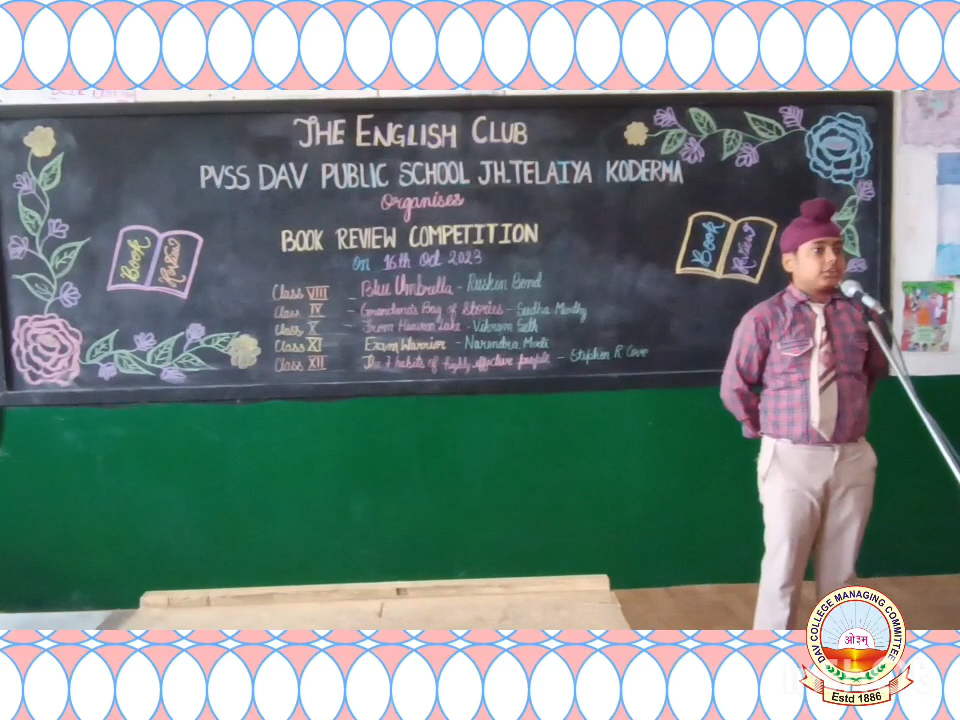 THE ENGLISH CLUB
PVSS DAV PUBLIC SCHOOL JH.TELAIYA KODERMA
Organises
BOOK REVIEW COMPETITION
On 16th Oct 2023
Book Review
Book Review
Class VIII - Blue Umbrella - Ruskin Bond
Class IV - Grandma's Bag of Stories - Sudha Murthy
Class X - From Heaven Lake - Vikram Seth
Class XI Exam Warrior - Narendra Modi
Class XII The 7 habits of highly effective people - Stephen R Cove
DAV COLLEGE MANAGING COMMITTEE
ओ३म्
Estd 1886